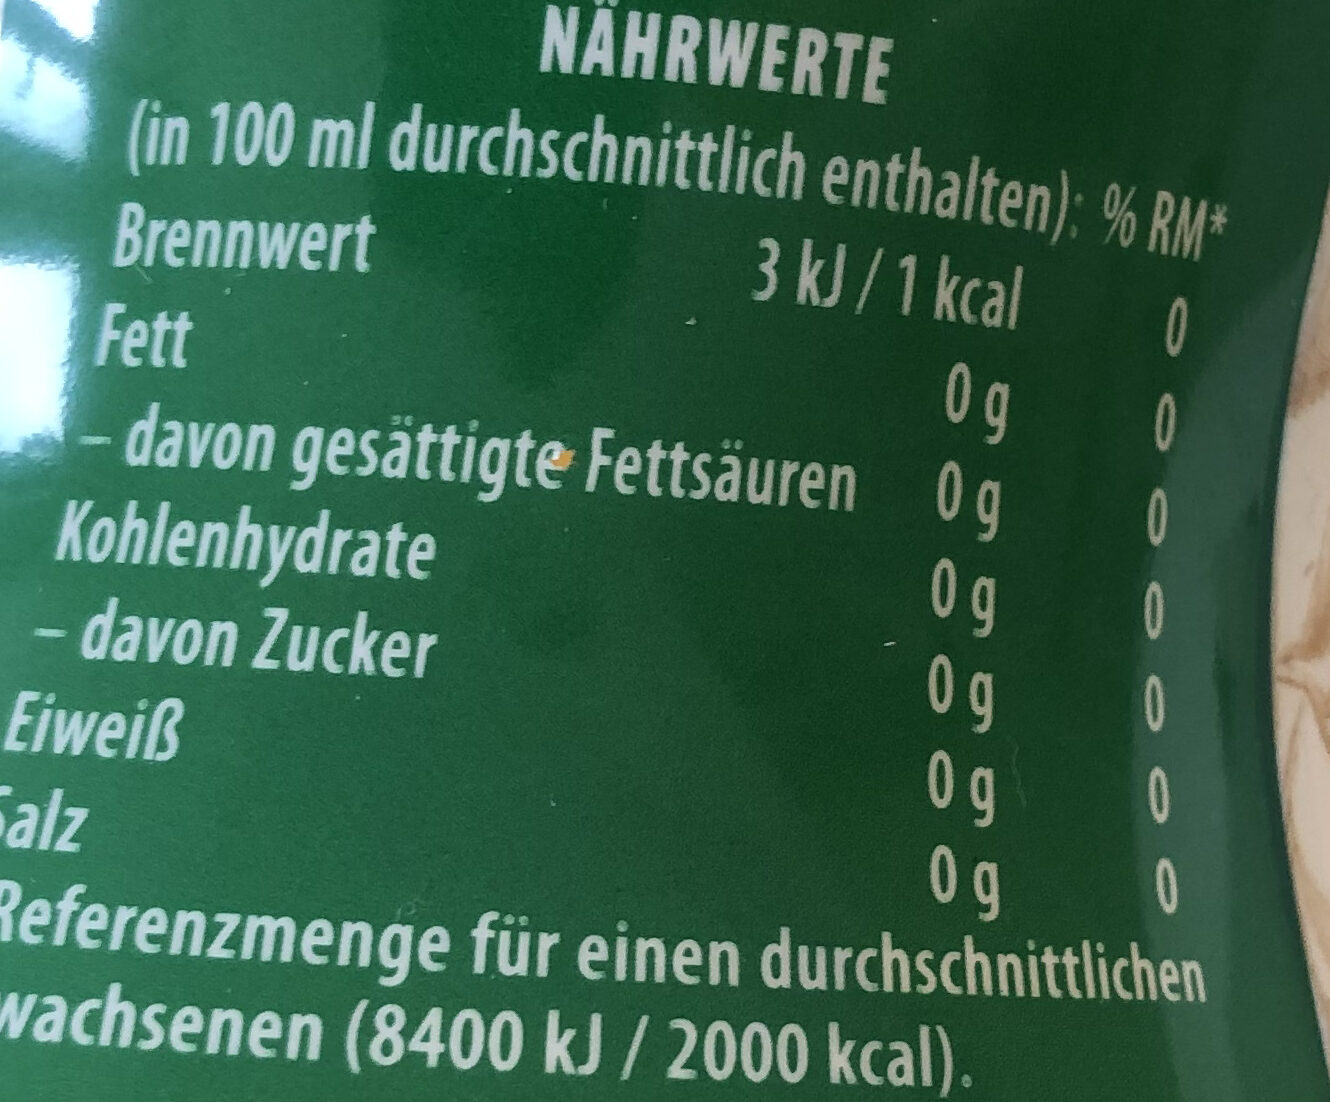 NÄHRWERTE
(in 100 ml durchschnittlich enthalten): % RM*
Brennwert 3 kJ / 1 kcal 0
Fett 0 g 0
– davon gesättigte Fettsäuren 0 g 0
Kohlenhydrate 0 g 0
– davon Zucker 0 g 0
Eiweiß 0 g 0
Salz 0 g 0
Referenzmenge für einen durchschnittlichen
wachsenen (8400 kJ / 2000 kcal).